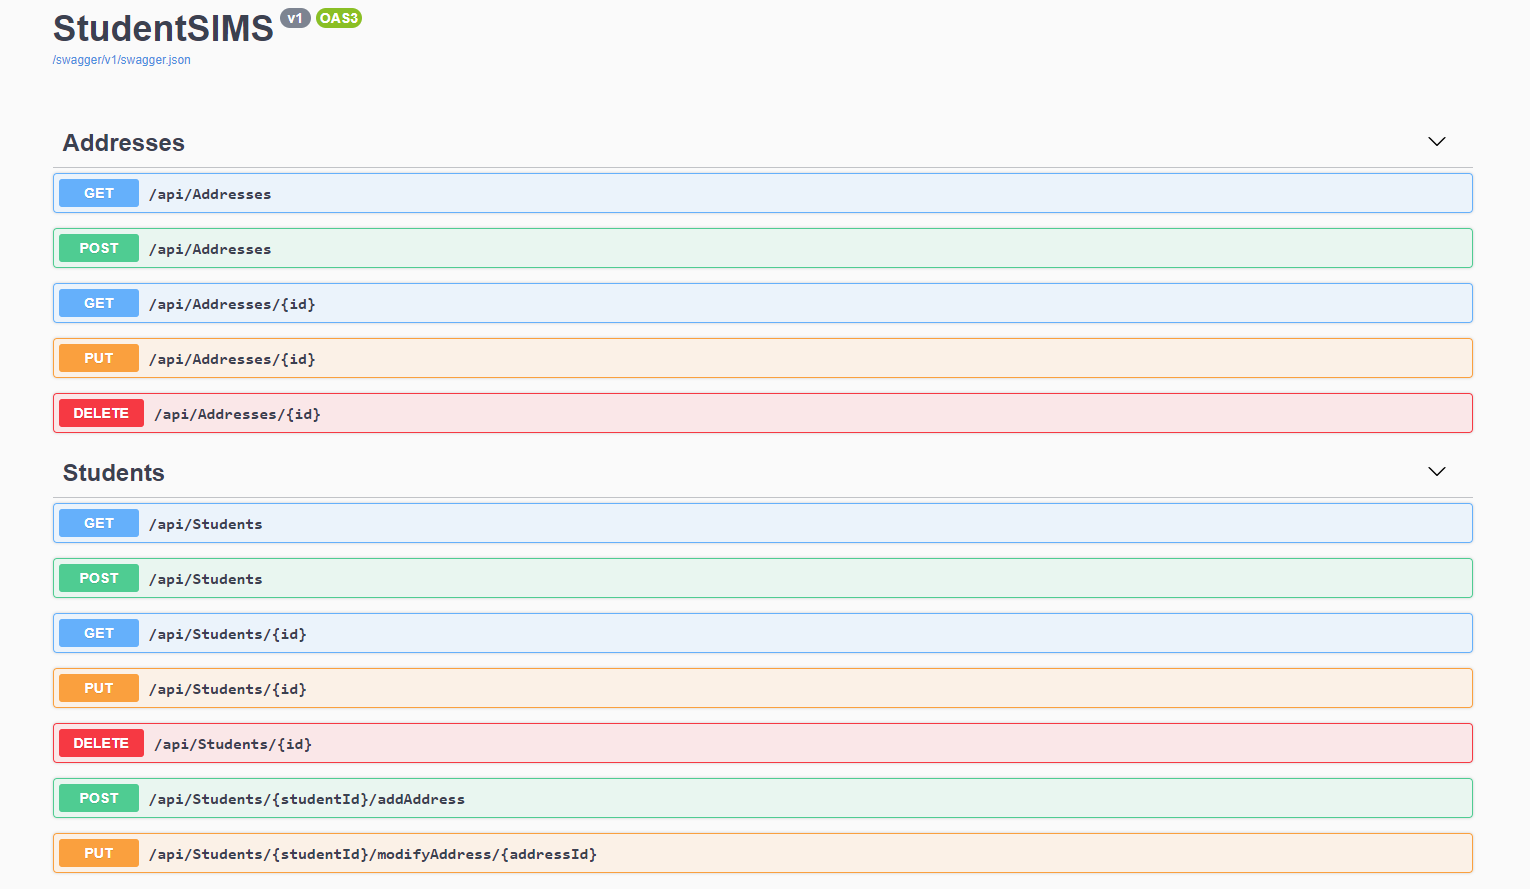 StudentSIMS v1 OAS3
/swagger/v1/swagger.json
Addresses
GET /api/Addresses
POST /api/Addresses
GET /api/Addresses/{id}
PUT /api/Addresses/{id}
DELETE /api/Addresses/{id}
Students
GET /api/Students
POST /api/Students
GET /api/Students/{id}
PUT /api/Students/{id}
DELETE /api/Students/{id}
POST /api/Students/{studentId}/addAddress
PUT /api/Students/{studentId}/modifyAddress/{addressId}